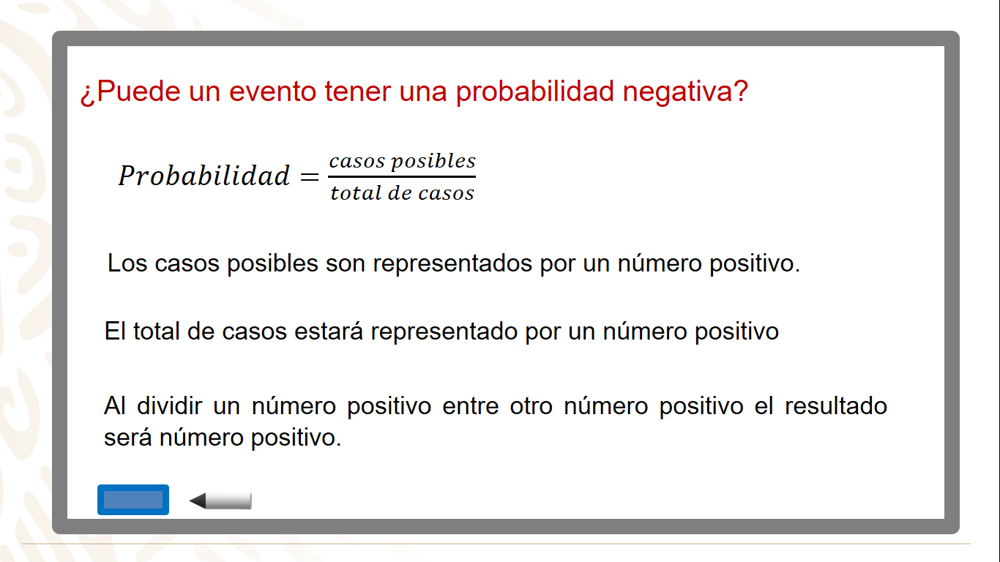 ¿Puede un evento tener una probabilidad negativa?
Probabilidad = casos posibles / total de casos
Los casos posibles son representados por un número positivo.
El total de casos estará representado por un número positivo
Al dividir un número positivo entre otro número positivo el resultado
será número positivo.